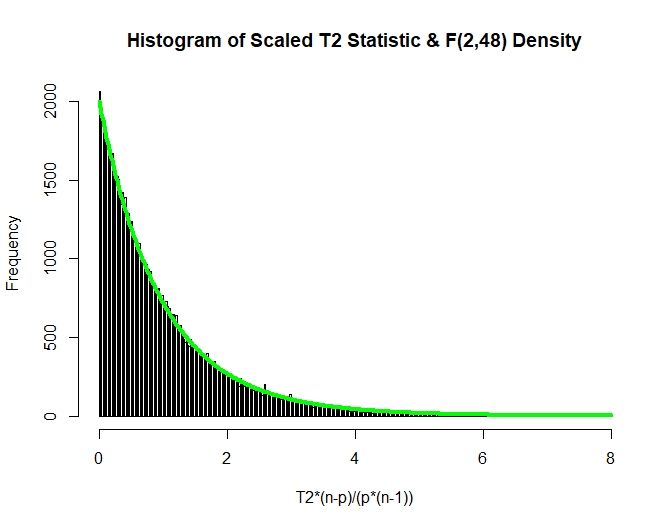 Histogram of Scaled T2 Statistic & F(2,48) Density
Frequency
2000
1500
1000
500
0
0 2 4 6 8
T2*(n-p)/(p*(n-1))